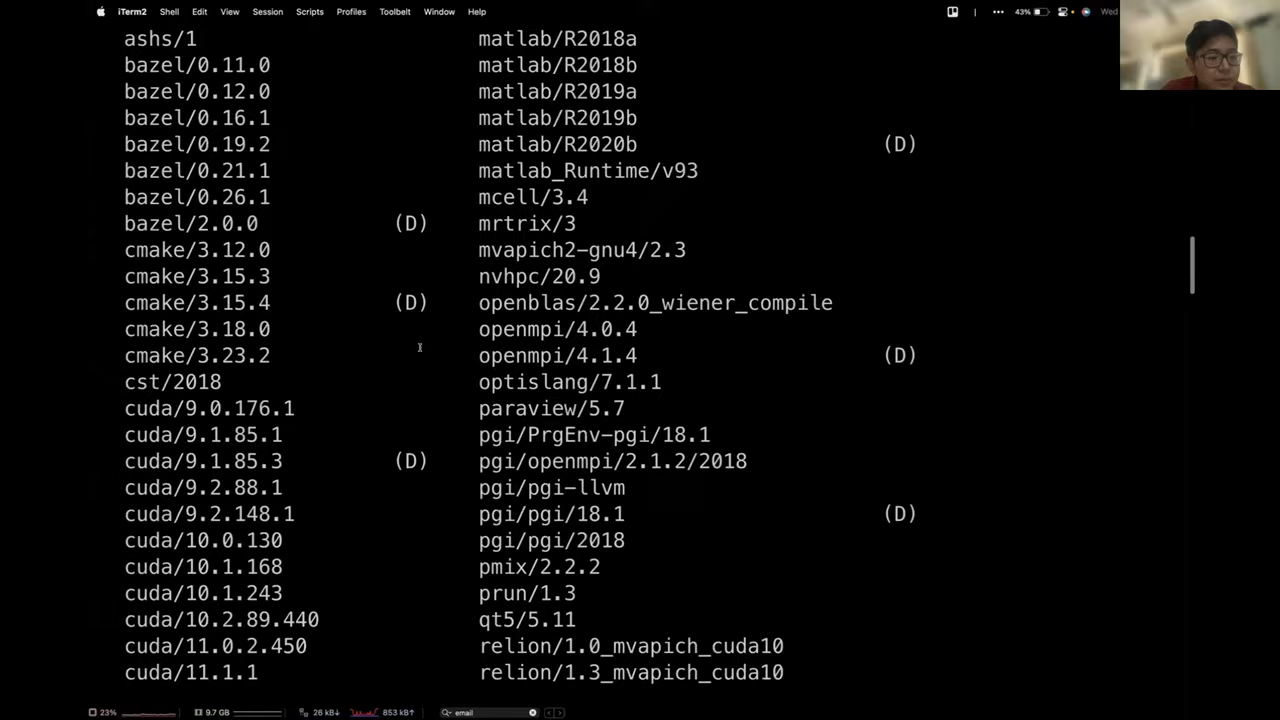 iTerm2 Shell Edit View Session Scripts Profiles Toolbelt Window Help 43% Wed
ashs/1 matlab/R2018a
bazel/0.11.0 matlab/R2018b
bazel/0.12.0 matlab/R2019a
bazel/0.16.1 matlab/R2019b
bazel/0.19.2 matlab/R2020b (D)
bazel/0.21.1 matlab_Runtime/v93
bazel/0.26.1 mcell/3.4
bazel/2.0.0 (D) mrtrix/3
cmake/3.12.0 mvapich2-gnu4/2.3
cmake/3.15.3 nvhpc/20.9
cmake/3.15.4 (D) openblas/2.2.0_wiener_compile
cmake/3.18.0 openmpi/4.0.4
cmake/3.23.2 openmpi/4.1.4 (D)
cst/2018 optislang/7.1.1
cuda/9.0.176.1 paraview/5.7
cuda/9.1.85.1 pgi/PrgEnv-pgi/18.1
cuda/9.1.85.3 (D) pgi/openmpi/2.1.2/2018
cuda/9.2.88.1 pgi/pgi-llvm
cuda/9.2.148.1 pgi/pgi/18.1 (D)
cuda/10.0.130 pgi/pgi/2018
cuda/10.1.168 pmix/2.2.2
cuda/10.1.243 prun/1.3
cuda/10.2.89.440 qt5/5.11
cuda/11.0.2.450 relion/1.0_mvapich_cuda10
cuda/11.1.1 relion/1.3_mvapich_cuda10
23% 9.7 GB 26 kB↓ 853 kB↑ email